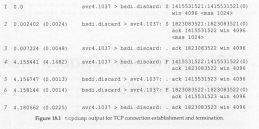 1 0.0 svr4.1037 > bsdi.discard: S 1415531521:1415531521(0)
win 4096 <mss 1024>
2 0.002402 (0.0024) bsdi.discard > svr4.1037: S 1823083521:1823083521(0)
ack 1415531522 win 4096
<mss 1024>
3 0.007224 (0.0048) svr4.1037 > bsdi.discard: . ack 1823083522 win 4096
4 4.155441 (4.1482) svr4.1037 > bsdi.discard: F 1415531522:1415531522(0)
ack 1823083522 win 4096
5 4.156747 (0.0013) bsdi.discard > svr4.1037: . ack 1415531523 win 4096
6 4.158144 (0.0014) bsdi.discard > svr4.1037: F 1823083522:1823083522(0)
ack 1415531523 win 4096
7 4.180662 (0.0225) svr4.1037 > bsdi.discard: . ack 1823083523 win 4096
Figure 18.1 tcpdump output for TCP connection establishment and termination.